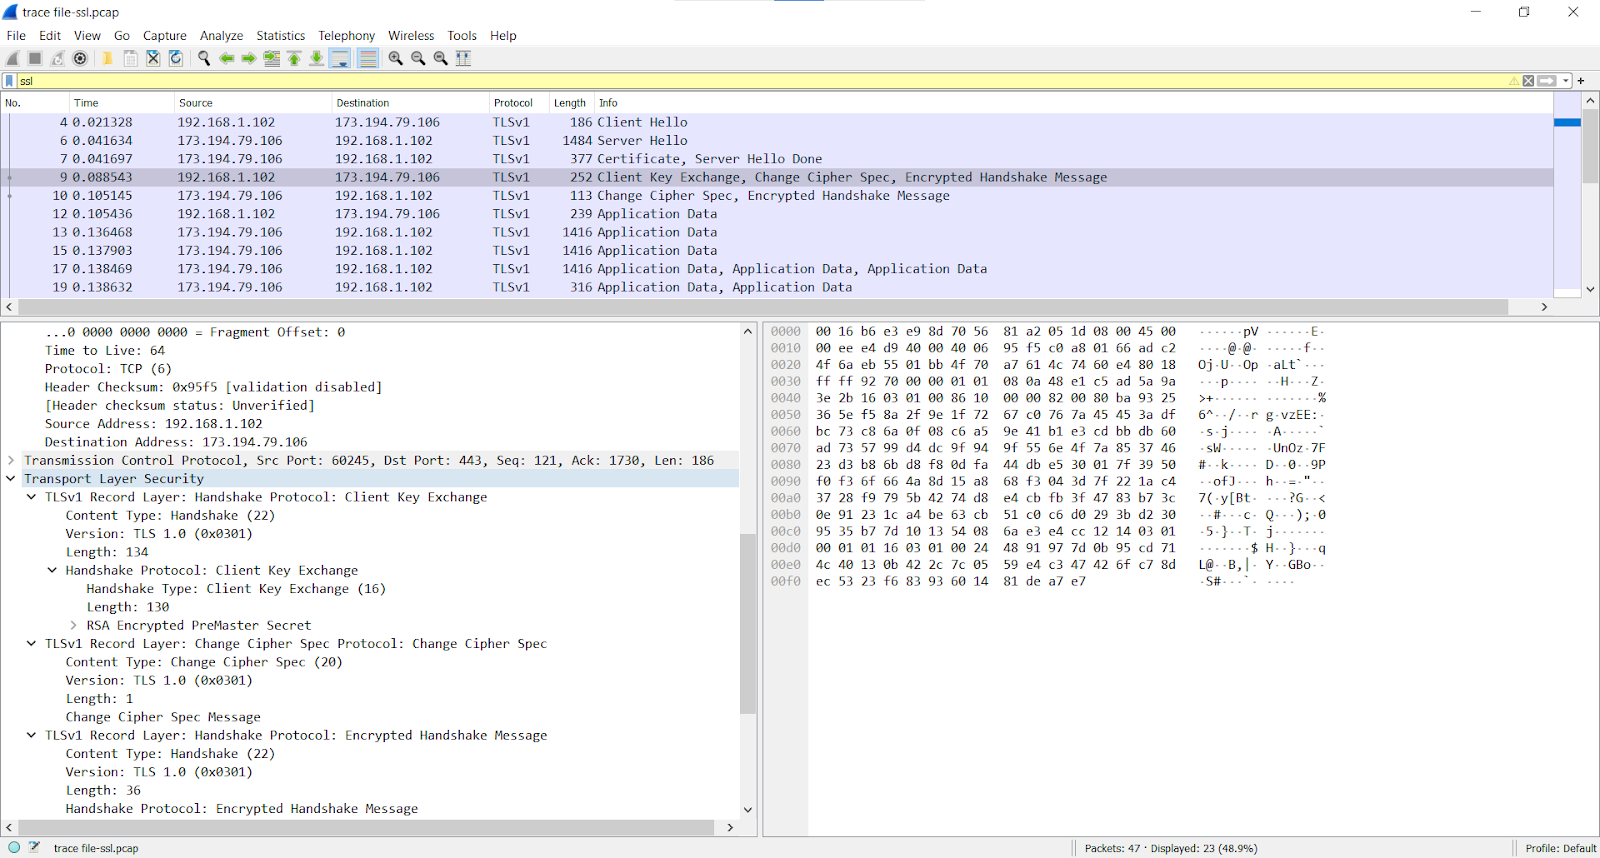 trace file-ssl.pcap
File Edit View Go Capture Analyze Statistics Telephony Wireless Tools Help
ssl
No. Time Source Destination Protocol Length Info
4 0.021328 192.168.1.102 173.194.79.106 TLSv1 186 Client Hello
6 0.041634 173.194.79.106 192.168.1.102 TLSv1 1484 Server Hello
7 0.041697 173.194.79.106 192.168.1.102 TLSv1 377 Certificate, Server Hello Done
9 0.088543 192.168.1.102 173.194.79.106 TLSv1 252 Client Key Exchange, Change Cipher Spec, Encrypted Handshake Message
10 0.105145 173.194.79.106 192.168.1.102 TLSv1 113 Change Cipher Spec, Encrypted Handshake Message
12 0.105436 192.168.1.102 173.194.79.106 TLSv1 239 Application Data
13 0.136468 173.194.79.106 192.168.1.102 TLSv1 1416 Application Data
15 0.137903 173.194.79.106 192.168.1.102 TLSv1 1416 Application Data
17 0.138469 173.194.79.106 192.168.1.102 TLSv1 1416 Application Data, Application Data, Application Data
19 0.138632 173.194.79.106 192.168.1.102 TLSv1 316 Application Data, Application Data
...0 0000 0000 0000 = Fragment Offset: 0
Time to Live: 64
Protocol: TCP (6)
Header Checksum: 0x95f5 [validation disabled]
[Header checksum status: Unverified]
Source Address: 192.168.1.102
Destination Address: 173.194.79.106
Transmission Control Protocol, Src Port: 60245, Dst Port: 443, Seq: 121, Ack: 1730, Len: 186
Transport Layer Security
TLSv1 Record Layer: Handshake Protocol: Client Key Exchange
Content Type: Handshake (22)
Version: TLS 1.0 (0x0301)
Length: 134
Handshake Protocol: Client Key Exchange
Handshake Type: Client Key Exchange (16)
Length: 130
RSA Encrypted PreMaster Secret
TLSv1 Record Layer: Change Cipher Spec Protocol: Change Cipher Spec
Content Type: Change Cipher Spec (20)
Version: TLS 1.0 (0x0301)
Length: 1
Change Cipher Spec Message
TLSv1 Record Layer: Handshake Protocol: Encrypted Handshake Message
Content Type: Handshake (22)
Version: TLS 1.0 (0x0301)
Length: 36
Handshake Protocol: Encrypted Handshake Message
0000 00 16 b6 e3 e9 8d 70 56 81 a2 05 1d 08 00 45 00 ······pV ······E·
0010 00 ee e4 d9 40 00 40 06 95 f5 c0 a8 01 66 ad c2 ····@·@· ·····f··
0020 4f 6a eb 55 01 bb 4f 70 a7 61 4c 74 60 e4 80 18 Oj·U··Op ·aLt`···
0030 ff ff 92 70 00 00 01 01 08 0a 48 e1 c5 ad 5a 9a ···p···· ··H···Z·
0040 3e 2b 16 03 01 00 86 10 00 00 82 00 80 ba 93 25 >+······ ·······%
0050 36 5e f5 8a 2f 9e 1f 72 67 c0 76 7a 45 45 3a df 6^··/··r g·vzEE:·
0060 bc 73 c8 6a 0f 08 c6 a5 9e 41 b1 e3 cd bb db 60 ·s·j···· ·A·····`
0070 ad 73 57 99 d4 dc 9f 94 9f 55 6e 4f 7a 85 37 46 ·sW····· ·UnOz·7F
0080 23 d3 b8 6b d8 f8 0d fa 44 db e5 30 01 7f 39 50 #··k···· D··0··9P
0090 f0 f3 6f 66 4a 8d 15 a8 68 f3 04 3d 7f 22 1a c4 ··ofJ··· h··=·"··
00a0 37 28 f9 79 5b 42 74 d8 e4 cb fb 3f 47 83 b7 3c 7(·y[Bt· ···?G··<
00b0 0e 91 23 1c a4 be 63 cb 51 c0 c6 d0 29 3b d2 30 ··#···c· Q···);·0
00c0 95 35 b7 7d 10 13 54 08 6a e3 e4 cc 12 14 03 01 ·5·}··T· j·······
00d0 00 01 01 16 03 01 00 24 48 91 97 7d 0b 95 cd 71 ·······$ H··}···q
00e0 4c 40 13 0b 42 2c 7c 05 59 e4 c3 47 42 6f c7 8d L@··B,|· Y··GBo··
00f0 ec 53 23 f6 83 93 60 14 81 de a7 e7 ·S#···`· ····
trace file-ssl.pcap
Packets: 47 · Displayed: 23 (48.9%)
Profile: Default